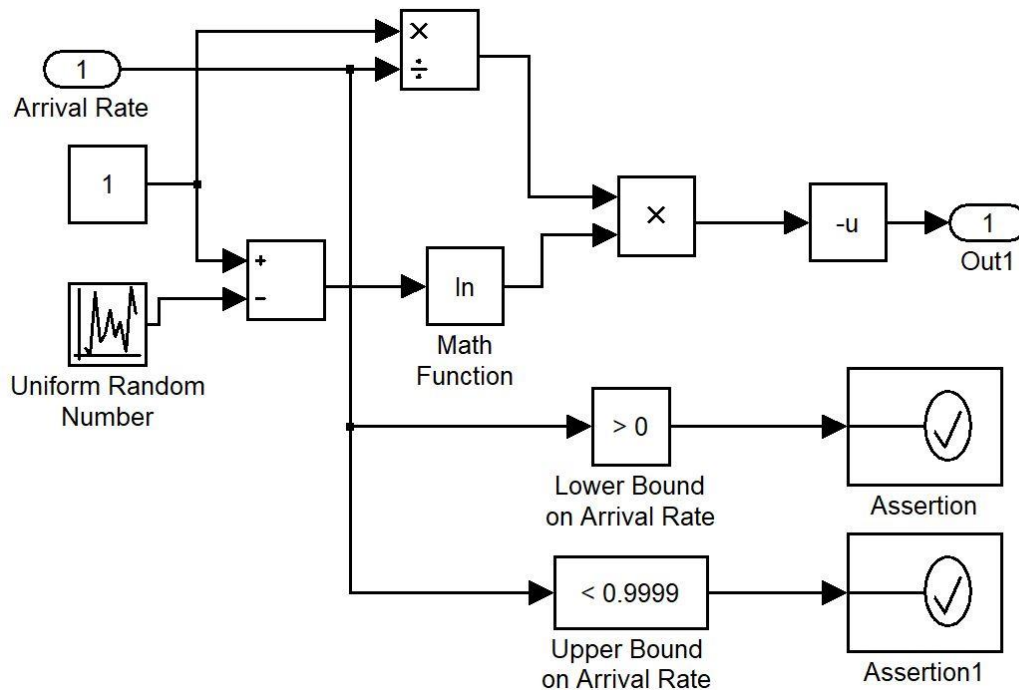 ×
÷
1
Arrival Rate
1
+
−
Uniform Random
Number
ln
Math
Function
×
-u
1
Out1
> 0
Lower Bound
on Arrival Rate
Assertion
< 0.9999
Upper Bound
on Arrival Rate
Assertion1